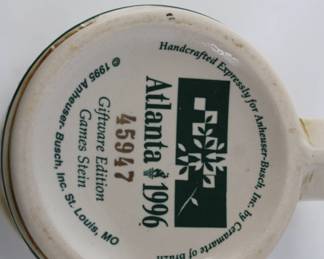 Handcrafted Expressly for Anheuser-Busch, Inc. by Ceramarte of Brazil
Atlanta 1996
45947
Giftware Edition
Games Stein
© 1995 Anheuser-Busch, Inc. St. Louis, MO